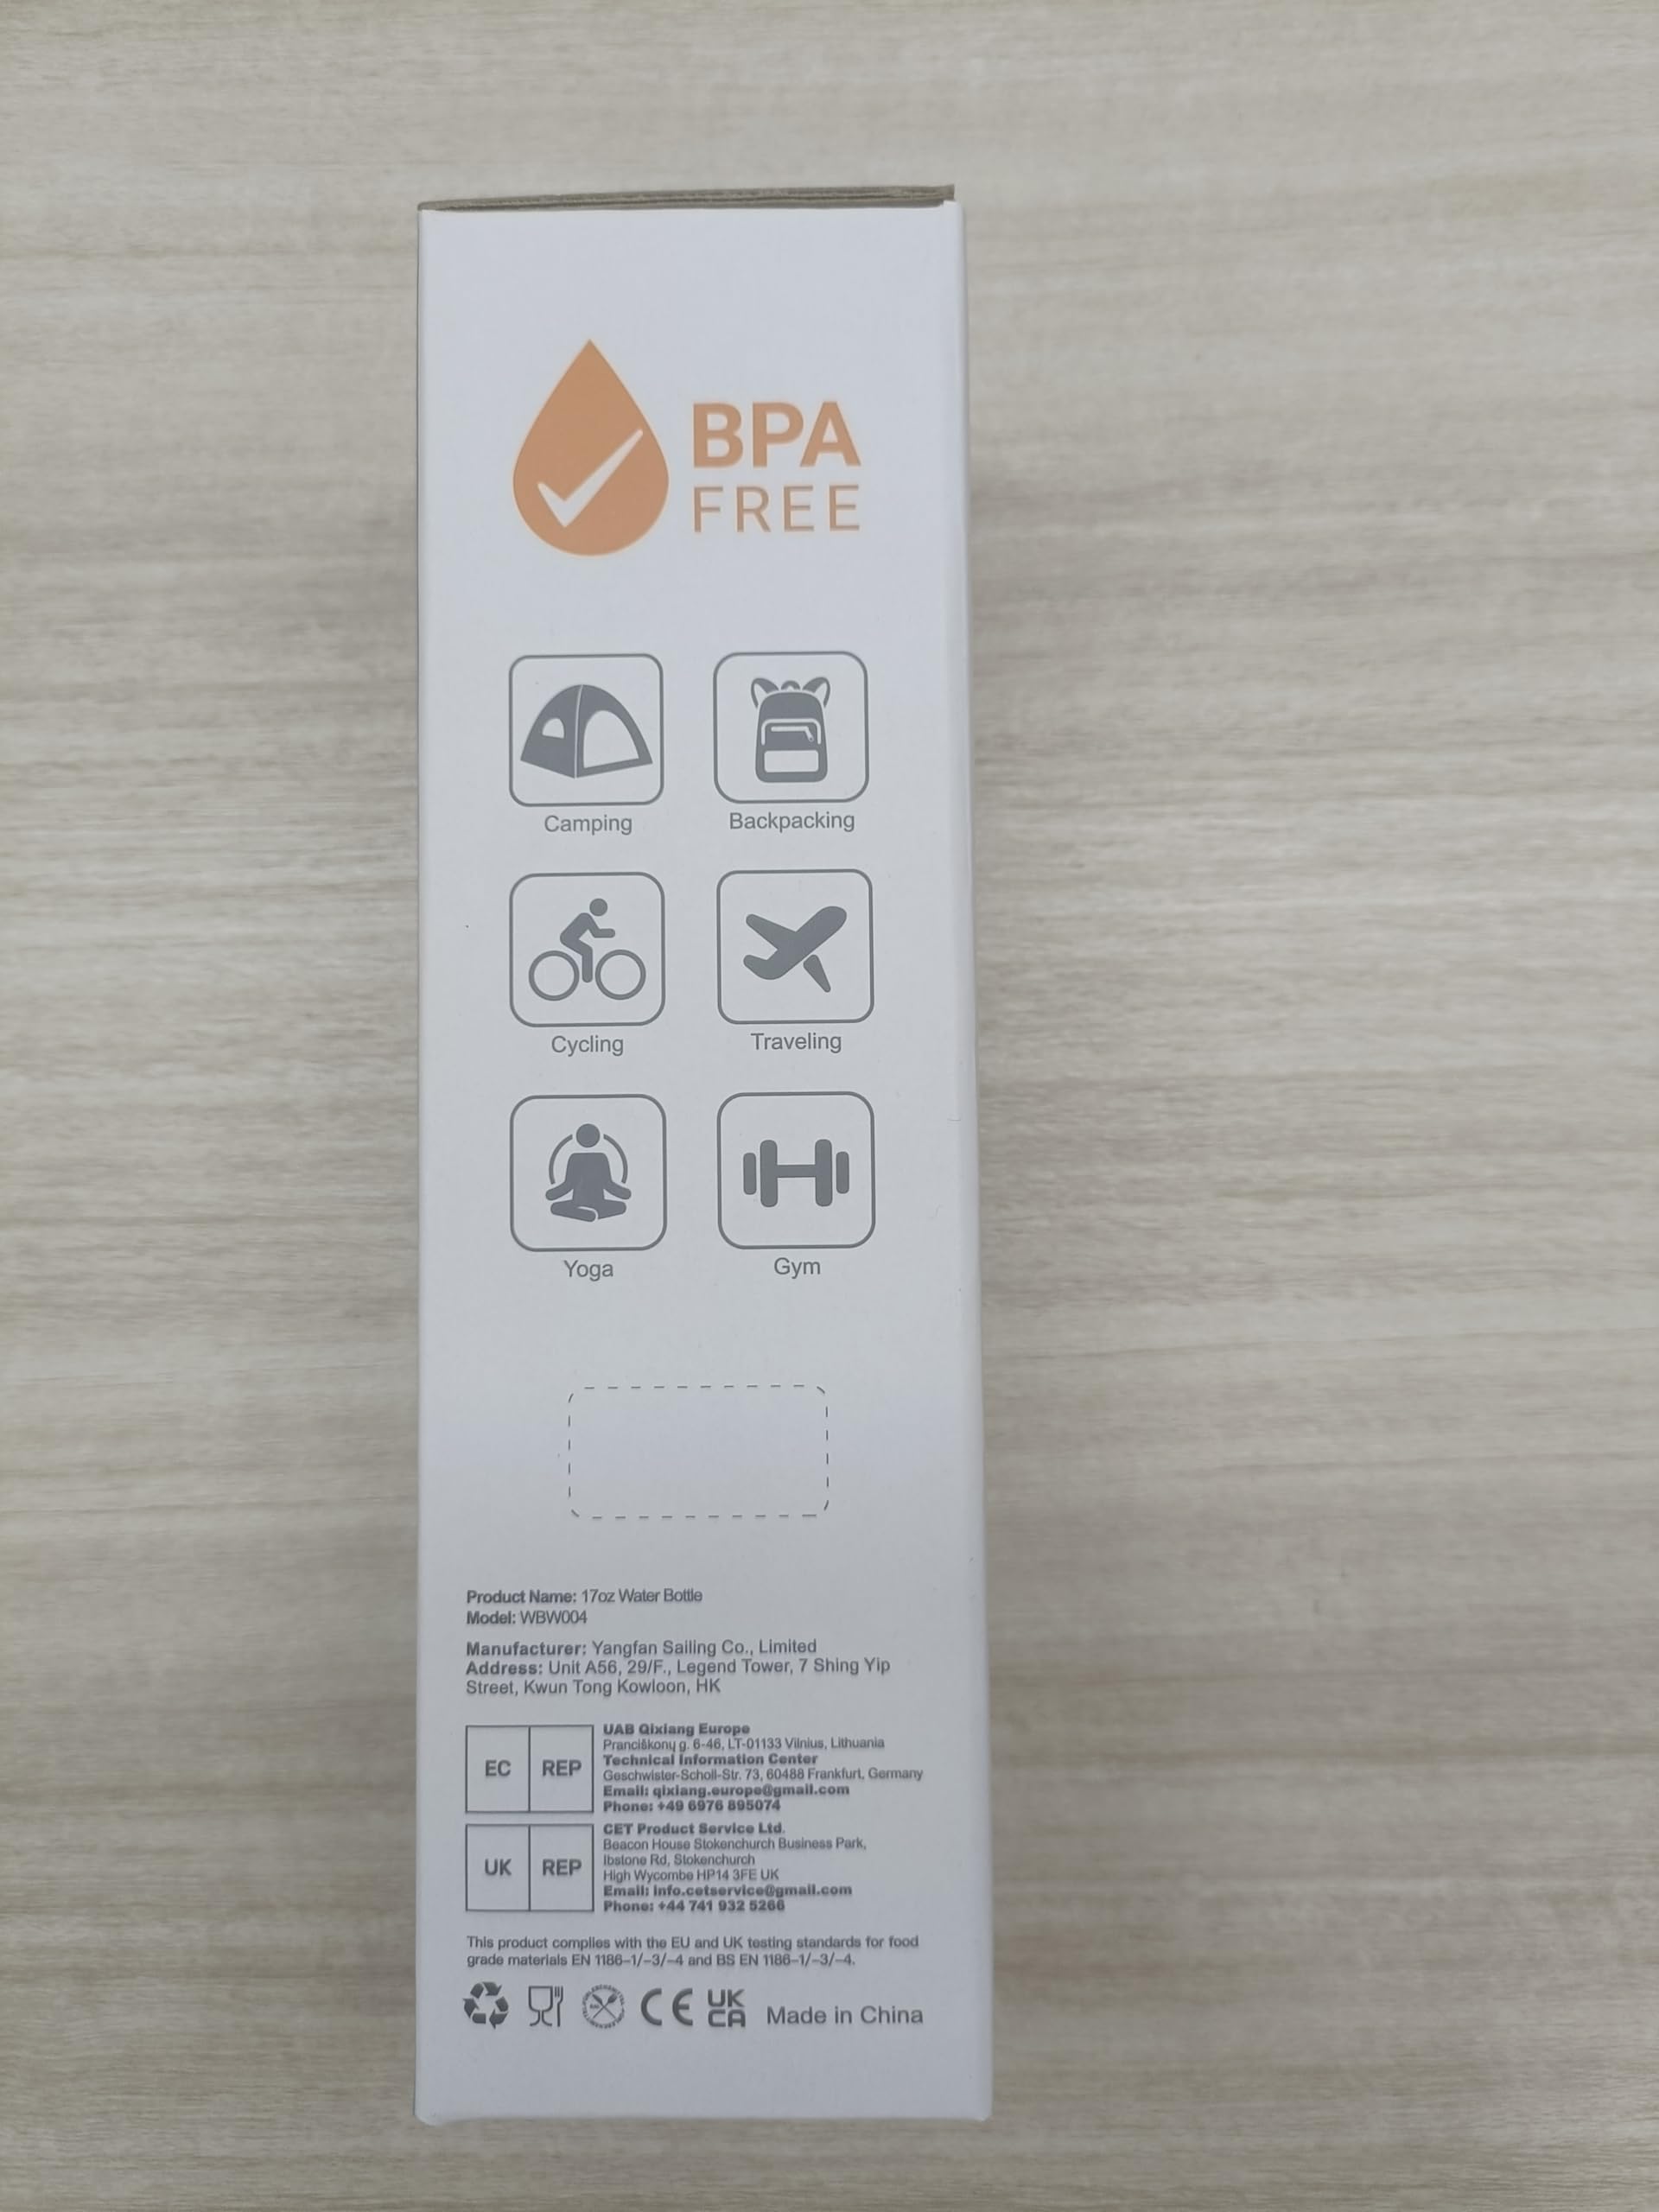 BPA
FREE
Camping
Backpacking
Cycling
Traveling
Yoga
Gym
Product Name: 17oz Water Bottle
Model: WBW004
Manufacturer: Yangfan Sailing Co., Limited
Address: Unit A56, 29/F., Legend Tower, 7 Shing Yip
Street, Kwun Tong Kowloon, HK
EC REP
UAB Qixiang Europe
Pranciškonų g. 6-46, LT-01133 Vilnius, Lithuania
Technical Information Center
Geschwister-Scholl-Str. 73, 60488 Frankfurt, Germany
Email: qixiang.europe@gmail.com
Phone: +49 6976 895074
UK REP
CET Product Service Ltd.
Beacon House Stokenchurch Business Park,
Ibstone Rd, Stokenchurch
High Wycombe HP14 3FE UK
Email: info.cetservice@gmail.com
Phone: +44 741 932 5266
This product complies with the EU and UK testing standards for food
grade materials EN 1186-1/-3/-4 and BS EN 1186-1/-3/-4.
CE UK CA Made in China